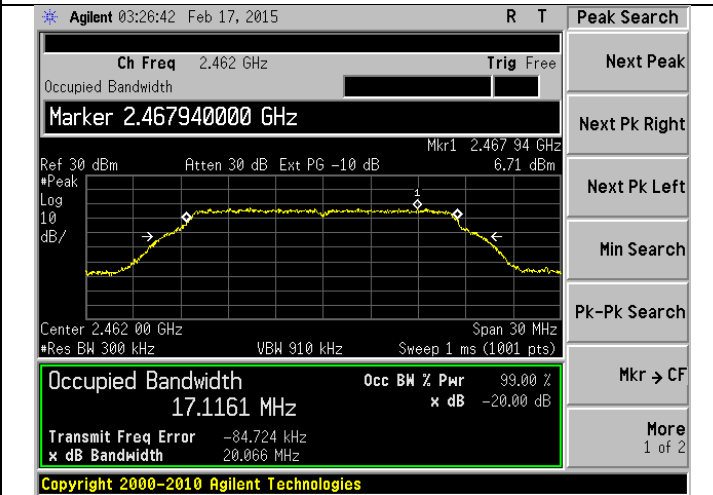 Agilent 03:26:42 Feb 17, 2015 R T
Peak Search
Ch Freq 2.462 GHz Trig Free
Occupied Bandwidth
Marker 2.467940000 GHz
Mkr1 2.467 94 GHz
Ref 30 dBm Atten 30 dB Ext PG -10 dB 6.71 dBm
#Peak
Log
10
dB/
1
Center 2.462 00 GHz Span 30 MHz
#Res BW 300 kHz VBW 910 kHz Sweep 1 ms (1001 pts)
Occupied Bandwidth
17.1161 MHz
Occ BW % Pwr 99.00 %
x dB -20.00 dB
Transmit Freq Error -84.724 kHz
x dB Bandwidth 20.066 MHz
Copyright 2000-2010 Agilent Technologies
Next Peak
Next Pk Right
Next Pk Left
Min Search
Pk-Pk Search
Mkr → CF
More
1 of 2